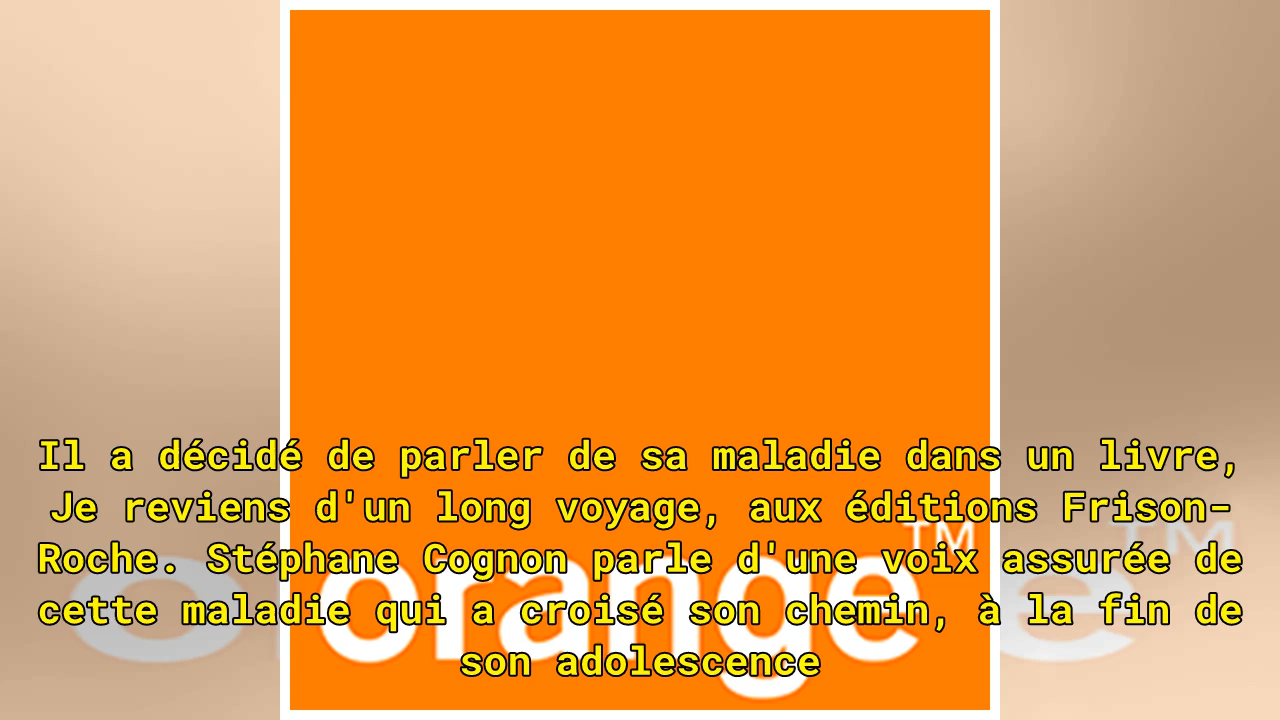 Il a décidé de parler de sa maladie dans un livre,
Je reviens d'un long voyage, aux éditions Frison-
Roche. Stéphane Cognon parle d'une voix assurée de
cette maladie qui a croisé son chemin, à la fin de
son adolescence
orange™